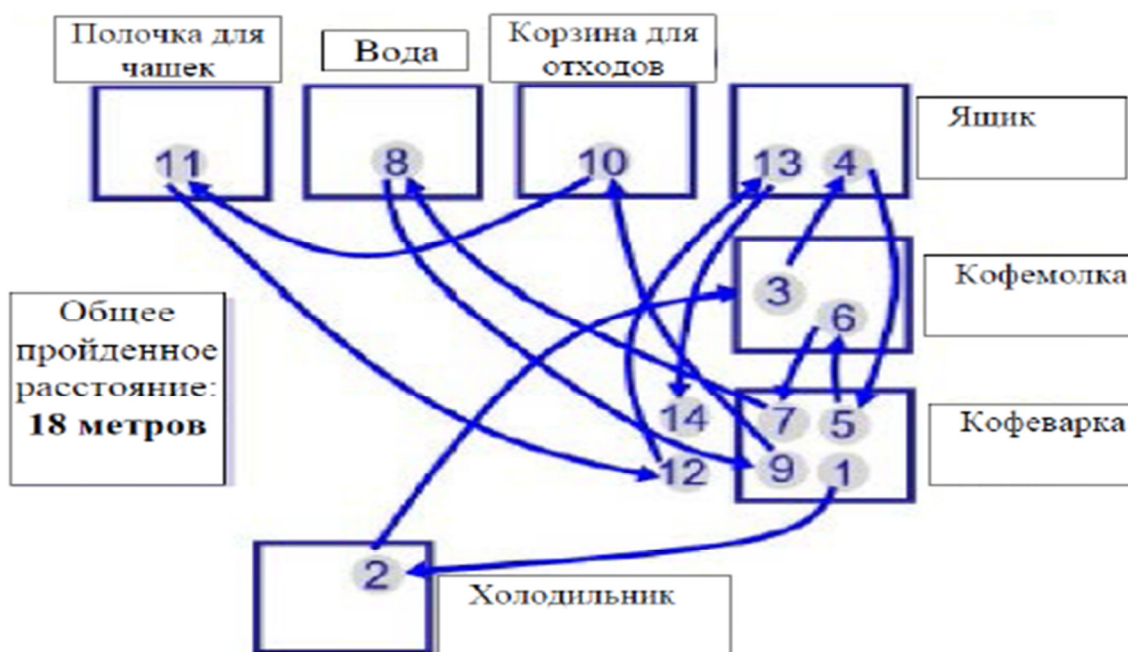 Полочка для
чашек
Вода
Корзина для
отходов
Ящик
11
8
10
13
4
Кофемолка
3
6
Общее
пройденное
расстояние:
18 метров
14
7
5
Кофеварка
12
9
1
2
Холодильник